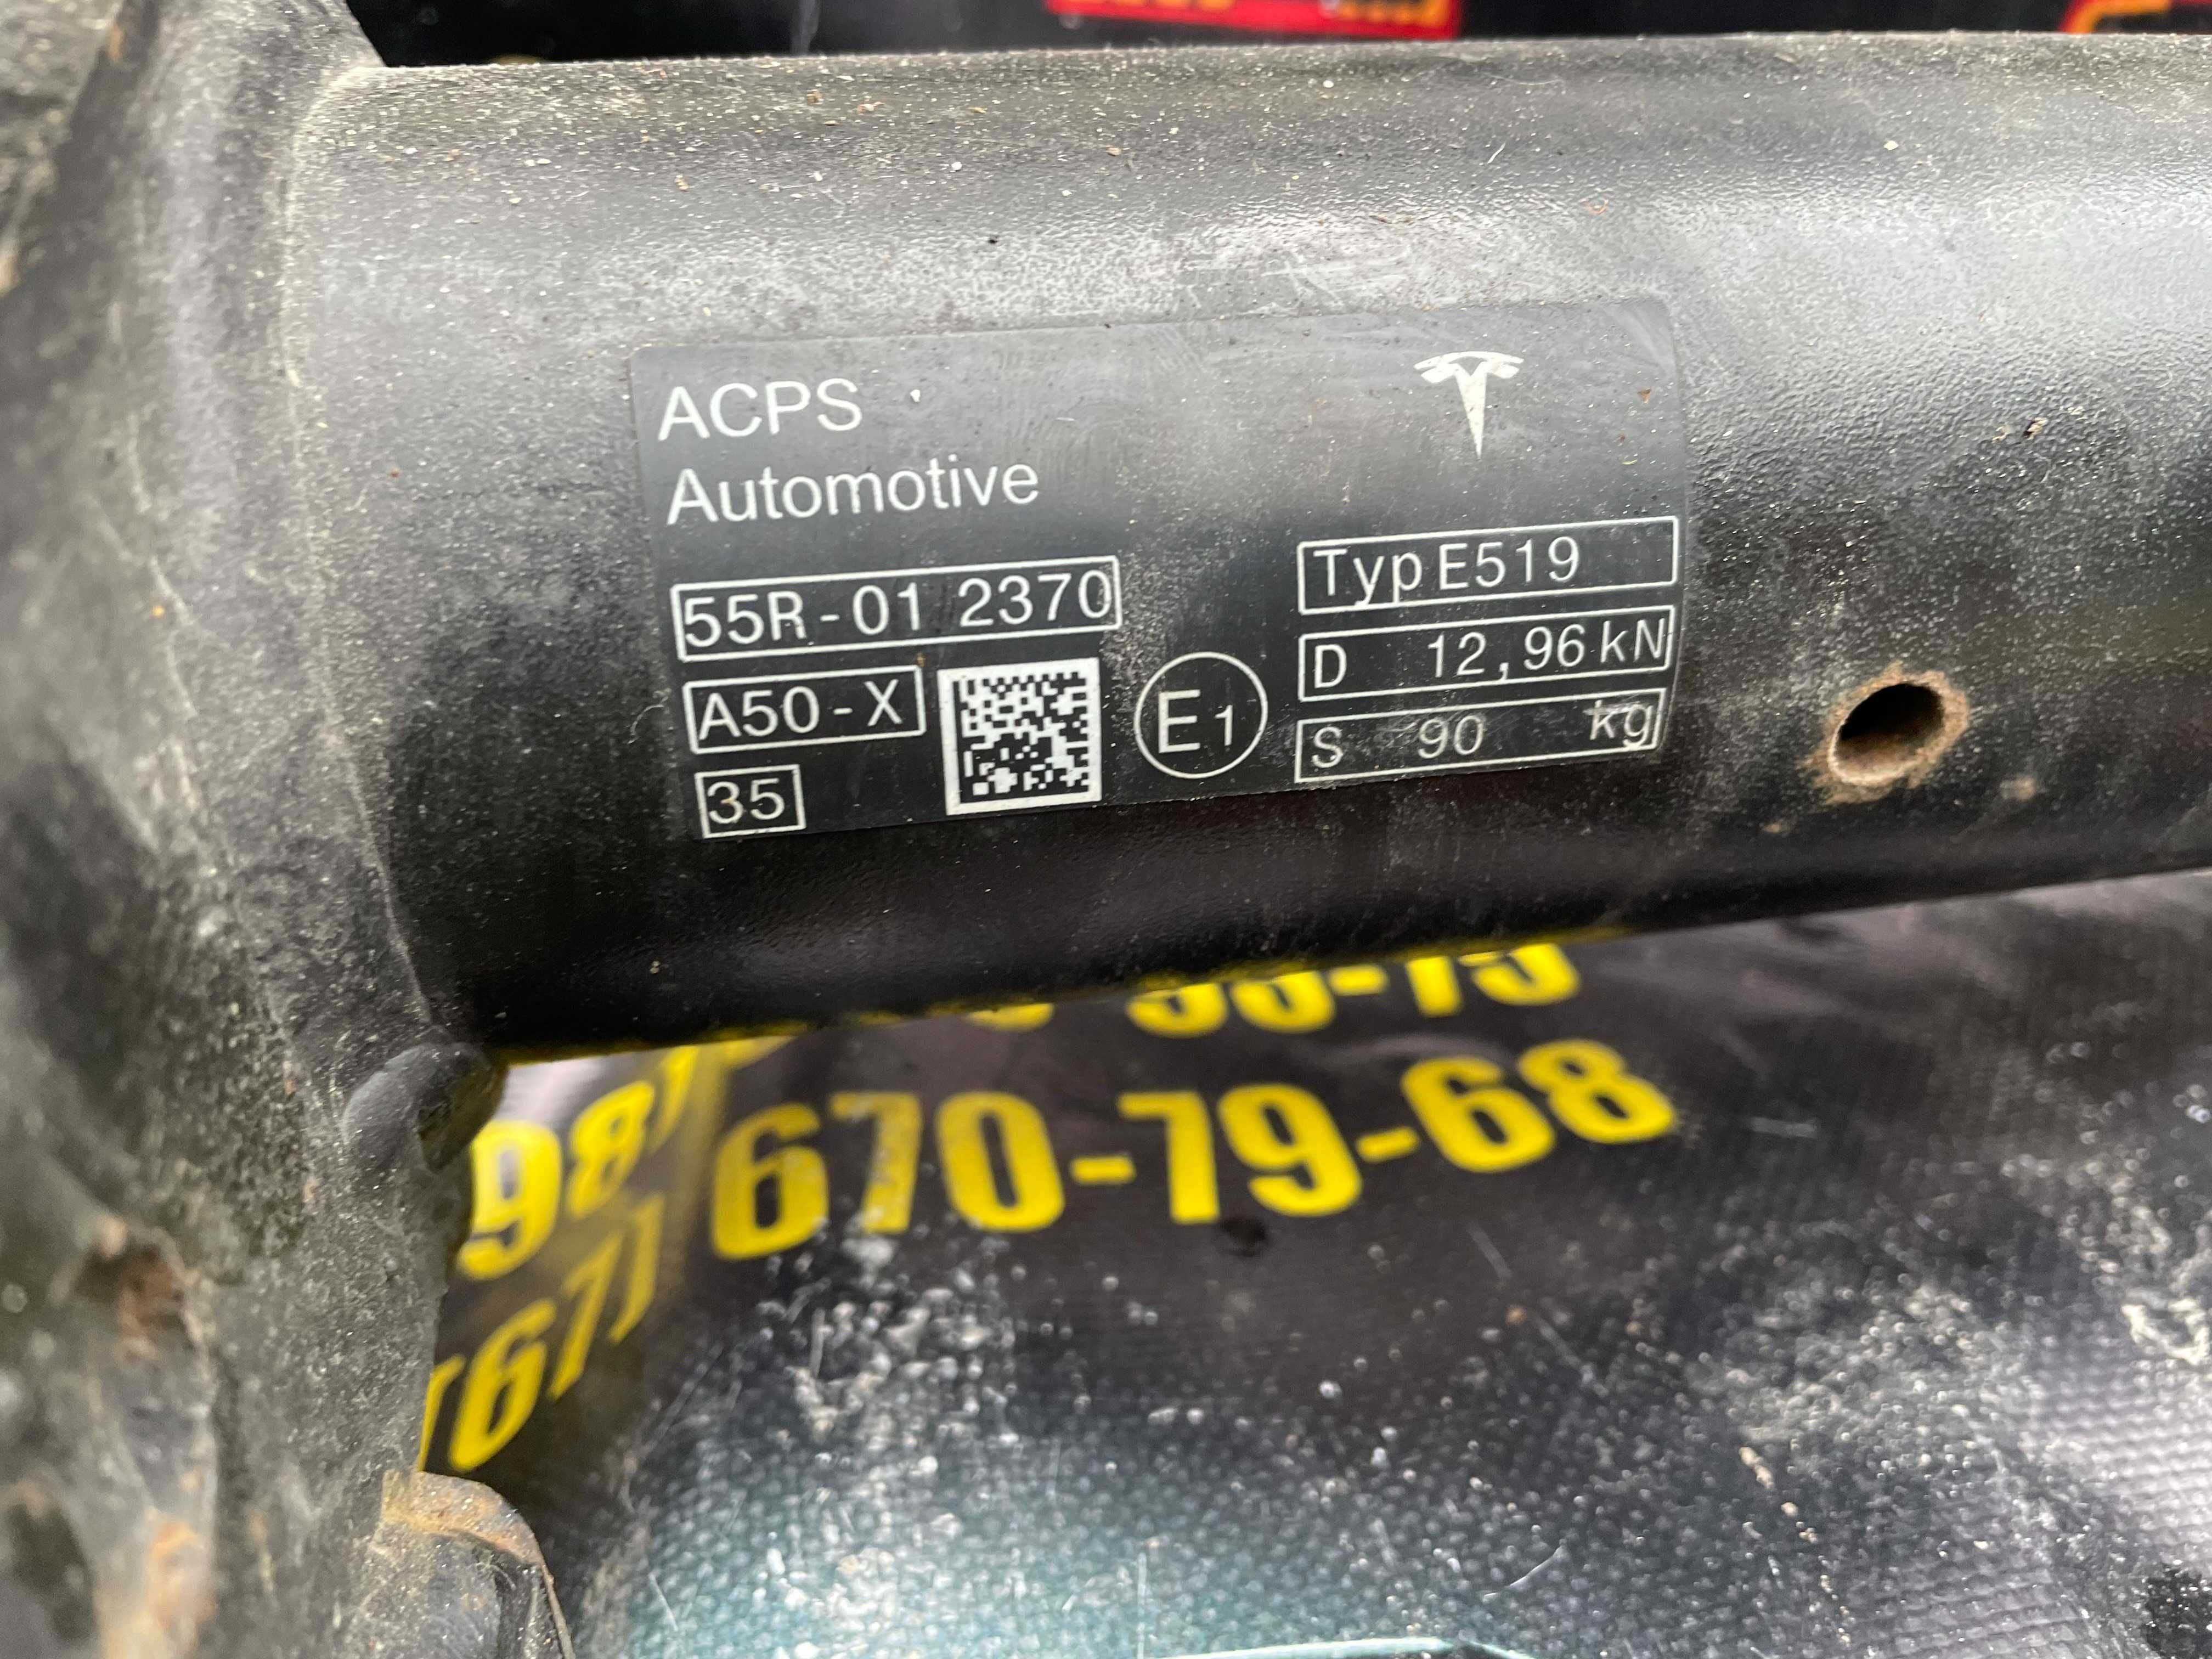 ACPS
Automotive
55R-01 2370
A50-X
35
E1
Typ E519
D 12,96 kN
S 90 kg
670-79-68